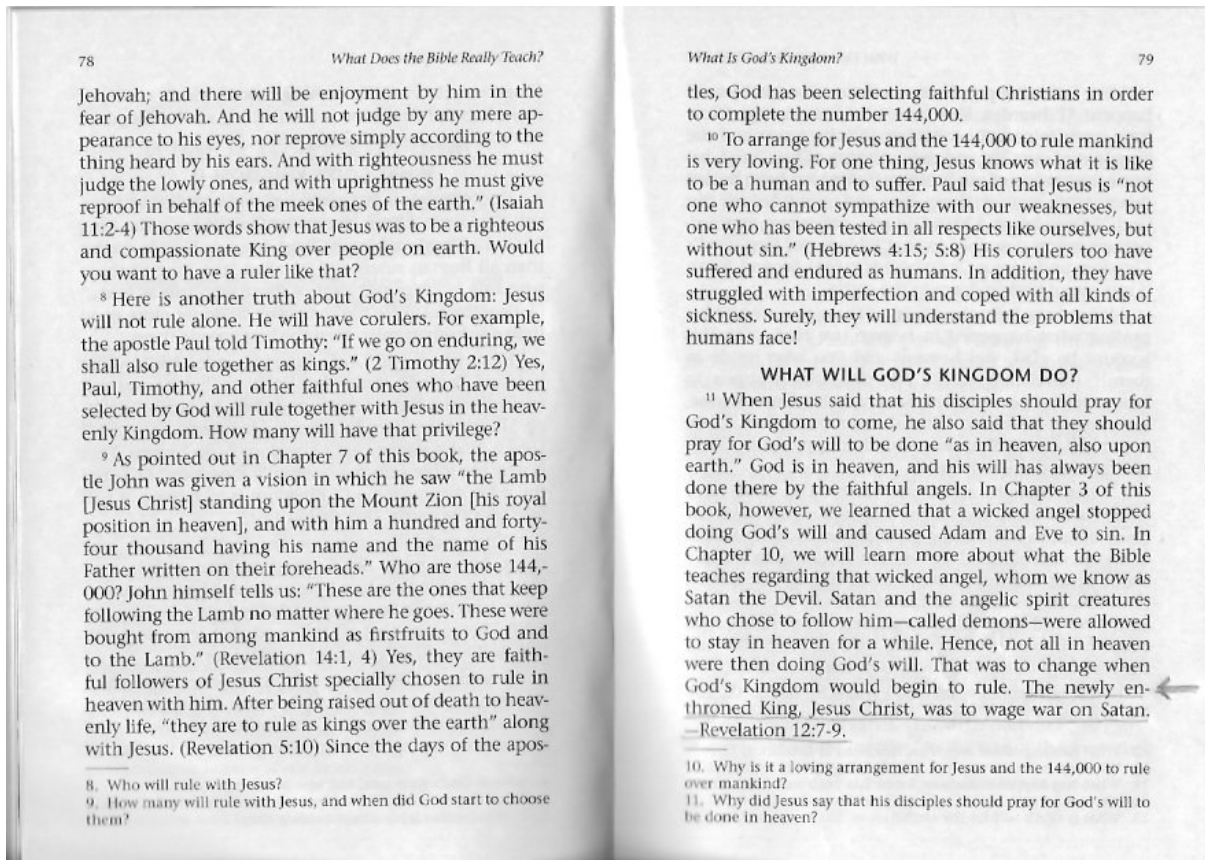 78
What Does the Bible Really Teach?
Jehovah; and there will be enjoyment by him in the
fear of Jehovah. And he will not judge by any mere ap-
pearance to his eyes, nor reprove simply according to the
thing heard by his ears. And with righteousness he must
judge the lowly ones, and with uprightness he must give
reproof in behalf of the meek ones of the earth." (Isaiah
11:2-4) Those words show that Jesus was to be a righteous
and compassionate King over people on earth. Would
you want to have a ruler like that?
8 Here is another truth about God's Kingdom: Jesus
will not rule alone. He will have corulers. For example,
the apostle Paul told Timothy: "If we go on enduring, we
shall also rule together as kings." (2 Timothy 2:12) Yes,
Paul, Timothy, and other faithful ones who have been
selected by God will rule together with Jesus in the heav-
enly Kingdom. How many will have that privilege?
9 As pointed out in Chapter 7 of this book, the apos-
tle John was given a vision in which he saw "the Lamb
[Jesus Christ] standing upon the Mount Zion [his royal
position in heaven], and with him a hundred and forty-
four thousand having his name and the name of his
Father written on their foreheads." Who are those 144,-
000? John himself tells us: "These are the ones that keep
following the Lamb no matter where he goes. These were
bought from among mankind as firstfruits to God and
to the Lamb." (Revelation 14:1, 4) Yes, they are faith-
ful followers of Jesus Christ specially chosen to rule in
heaven with him. After being raised out of death to heav-
enly life, "they are to rule as kings over the earth" along
with Jesus. (Revelation 5:10) Since the days of the apos-
8. Who will rule with Jesus?
9. How many will rule with Jesus, and when did God start to choose
them?
What Is God's Kingdom?
79
tles, God has been selecting faithful Christians in order
to complete the number 144,000.
10 To arrange for Jesus and the 144,000 to rule mankind
is very loving. For one thing, Jesus knows what it is like
to be a human and to suffer. Paul said that Jesus is "not
one who cannot sympathize with our weaknesses, but
one who has been tested in all respects like ourselves, but
without sin." (Hebrews 4:15; 5:8) His corulers too have
suffered and endured as humans. In addition, they have
struggled with imperfection and coped with all kinds of
sickness. Surely, they will understand the problems that
humans face!
WHAT WILL GOD'S KINGDOM DO?
11 When Jesus said that his disciples should pray for
God's Kingdom to come, he also said that they should
pray for God's will to be done "as in heaven, also upon
earth." God is in heaven, and his will has always been
done there by the faithful angels. In Chapter 3 of this
book, however, we learned that a wicked angel stopped
doing God's will and caused Adam and Eve to sin. In
Chapter 10, we will learn more about what the Bible
teaches regarding that wicked angel, whom we know as
Satan the Devil. Satan and the angelic spirit creatures
who chose to follow him—called demons—were allowed
to stay in heaven for a while. Hence, not all in heaven
were then doing God's will. That was to change when
God's Kingdom would begin to rule. The newly en-
throned King, Jesus Christ, was to wage war on Satan.
—Revelation 12:7-9.
10. Why is it a loving arrangement for Jesus and the 144,000 to rule
over mankind?
11. Why did Jesus say that his disciples should pray for God's will to
be done in heaven?